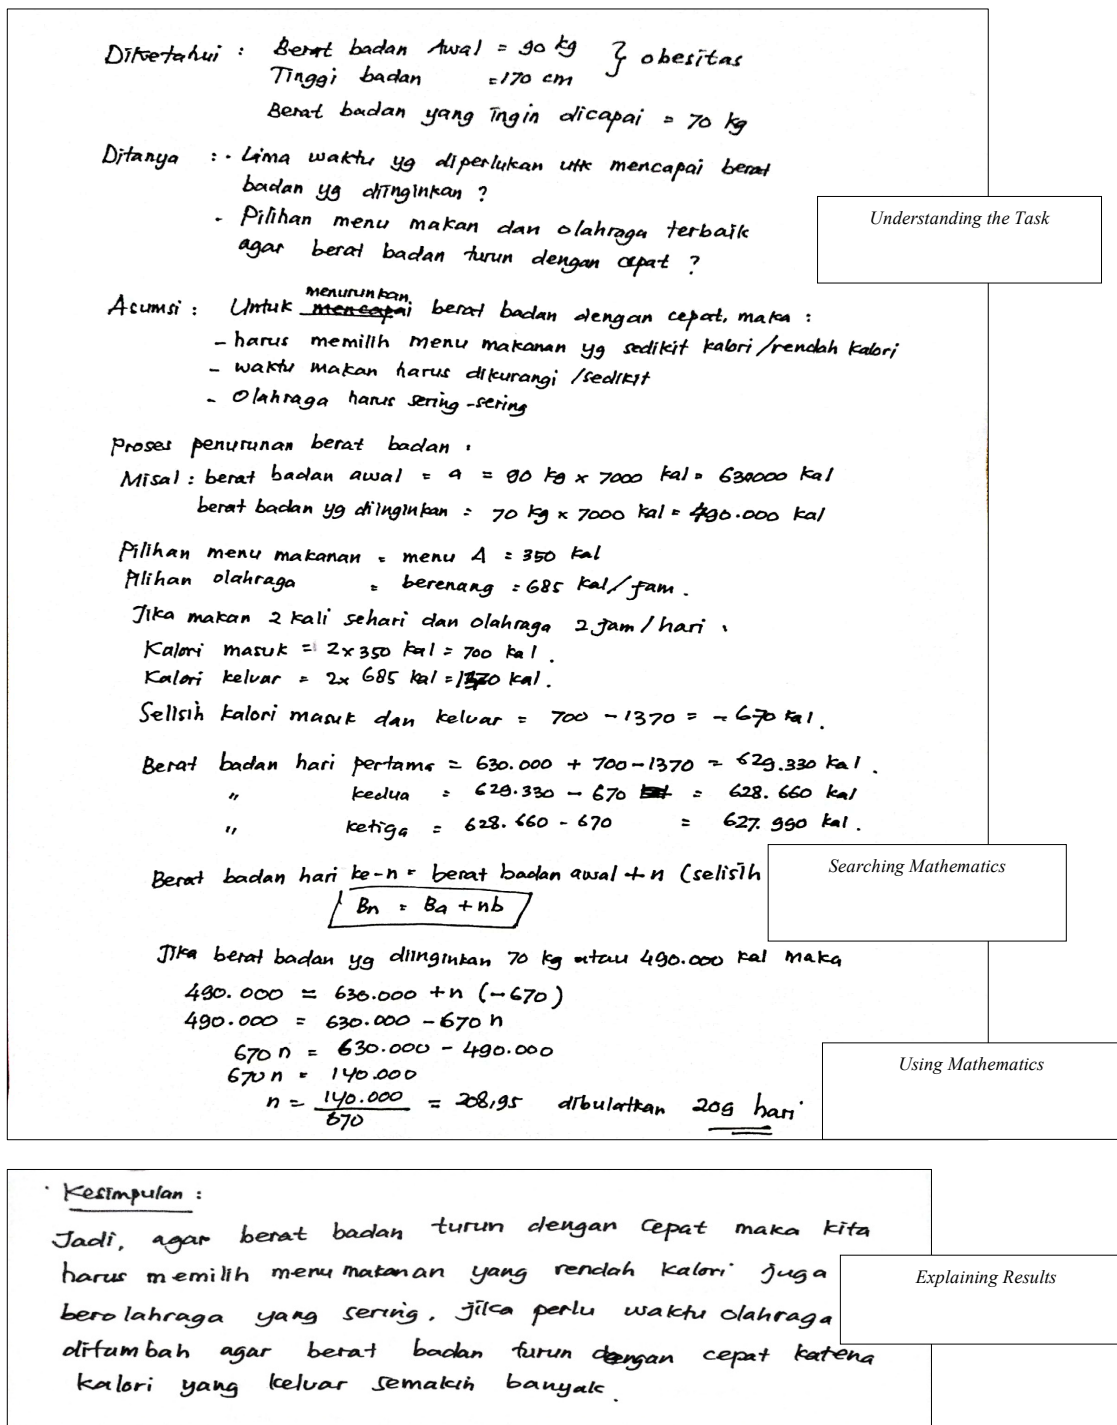 Diketahui : Berat badan Awal = 90 kg } obesitas
Tinggi badan = 170 cm
Berat badan yang ingin dicapai = 70 kg
Ditanya : - Lama waktu yg diperlukan utk mencapai berat
badan yg diinginkan ?
- Pilihan menu makan dan olahraga terbaik
agar berat badan turun dengan cepat ?
Understanding the Task
Asumsi : Untuk menurunkan berat badan dengan cepat, maka :
- harus memilih menu makanan yg sedikit kalori / rendah kalori
- waktu makan harus dikurangi / sedikit
- Olahraga harus sering-sering
Proses penurunan berat badan :
Misal : berat badan awal = a = 90 kg x 7000 kal = 630000 kal
berat badan yg diinginkan = 70 kg x 7000 kal = 490.000 kal
Pilihan menu makanan = menu A = 350 kal
Pilihan olahraga = berenang = 685 kal/jam.
Jika makan 2 kali sehari dan olahraga 2 jam/hari.
Kalori masuk = 2 x 350 kal = 700 kal.
Kalori keluar = 2 x 685 kal = 1370 kal.
Selisih kalori masuk dan keluar = 700 - 1370 = - 670 kal.
Berat badan hari pertama = 630.000 + 700 - 1370 = 629.330 kal.
" kedua = 629.330 - 670 = 628.660 kal
" ketiga = 628.660 - 670 = 627.990 kal.
Berat badan hari ke-n = berat badan awal + n (selisih
Searching Mathematics
Bn = Ba + nb
Jika berat badan yg diinginkan 70 kg atau 490.000 kal maka
490.000 = 630.000 + n (-670)
490.000 = 630.000 - 670 n
670 n = 630.000 - 490.000
670 n = 140.000
n = 140.000 / 670 = 208,95 dibulatkan 209 hari
Using Mathematics
Kesimpulan :
Jadi, agar berat badan turun dengan cepat maka kita
harus memilih menu makanan yang rendah kalori juga
berolahraga yang sering, jika perlu waktu olahraga
ditambah agar berat badan turun dengan cepat karena
kalori yang keluar semakin banyak.
Explaining Results